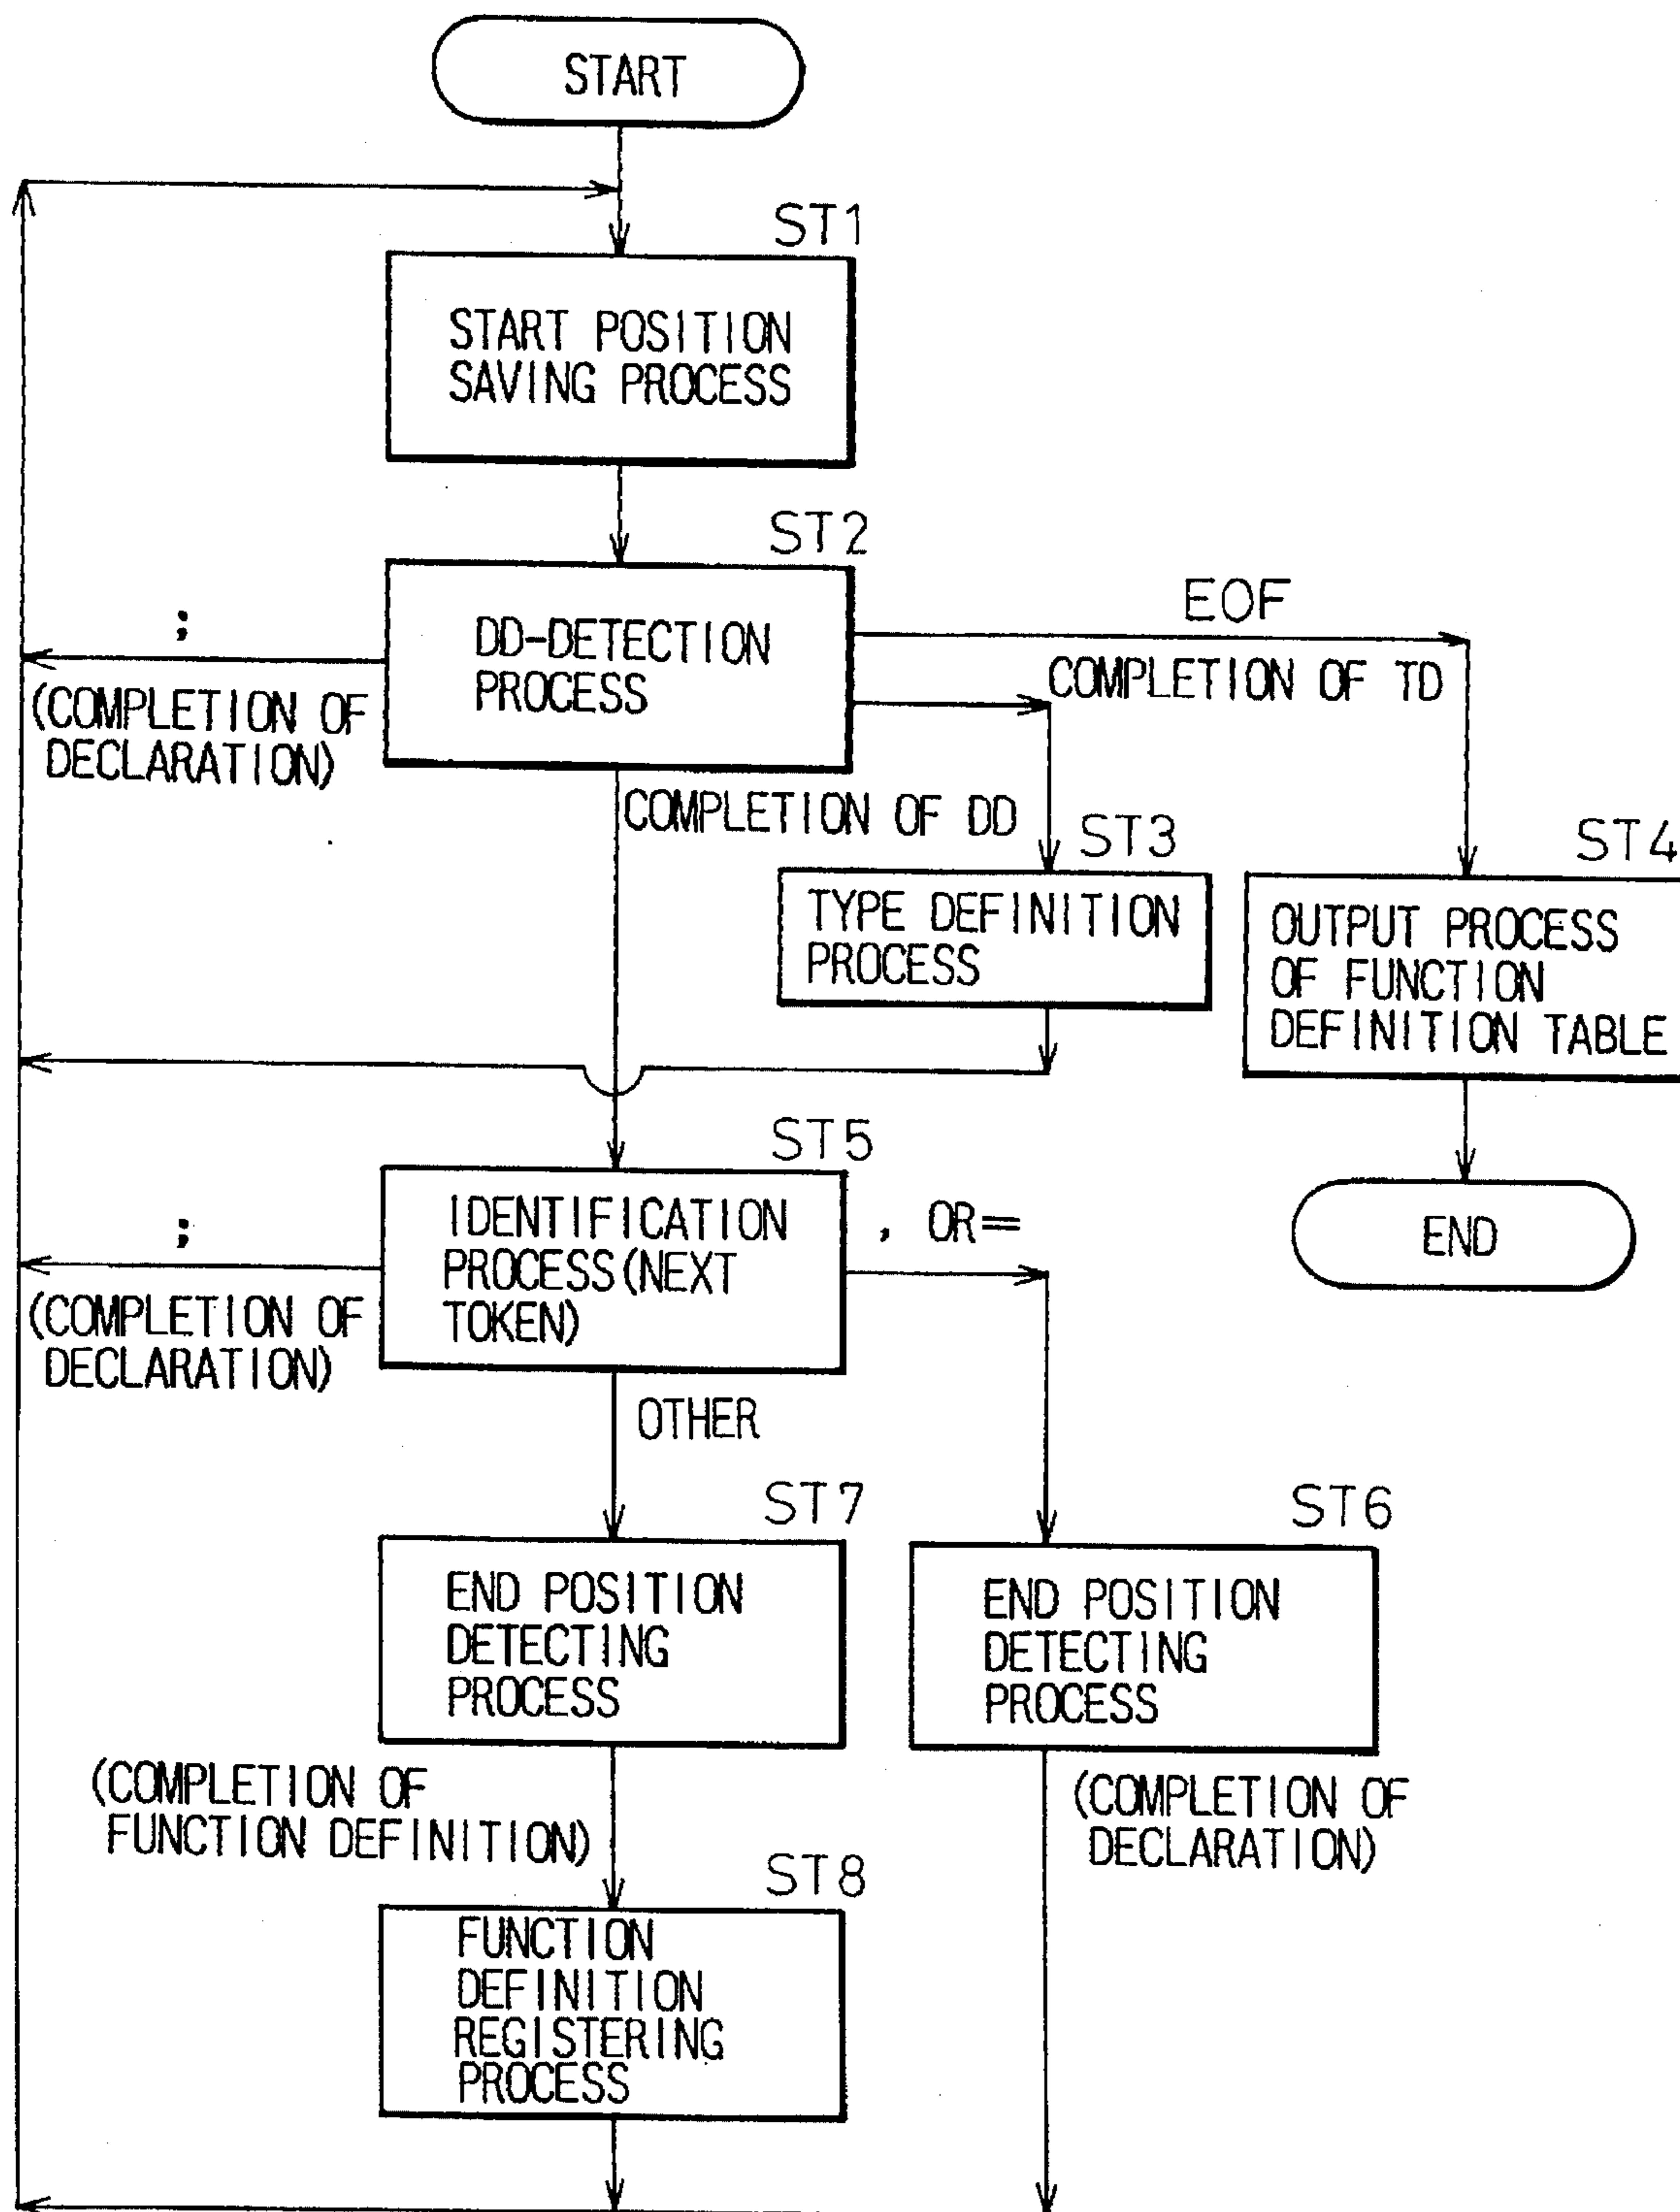 START
ST1
START POSITION
SAVING PROCESS
ST2
DD-DETECTION
PROCESS
;
(COMPLETION OF
DECLARATION)
EOF
COMPLETION OF TD
COMPLETION OF DD
ST3
TYPE DEFINITION
PROCESS
ST4
OUTPUT PROCESS
OF FUNCTION
DEFINITION TABLE
END
ST5
IDENTIFICATION
PROCESS(NEXT
TOKEN)
;
(COMPLETION OF
DECLARATION)
, OR=
OTHER
ST7
END POSITION
DETECTING
PROCESS
ST6
END POSITION
DETECTING
PROCESS
(COMPLETION OF
FUNCTION DEFINITION)
(COMPLETION OF
DECLARATION)
ST8
FUNCTION
DEFINITION
REGISTERING
PROCESS